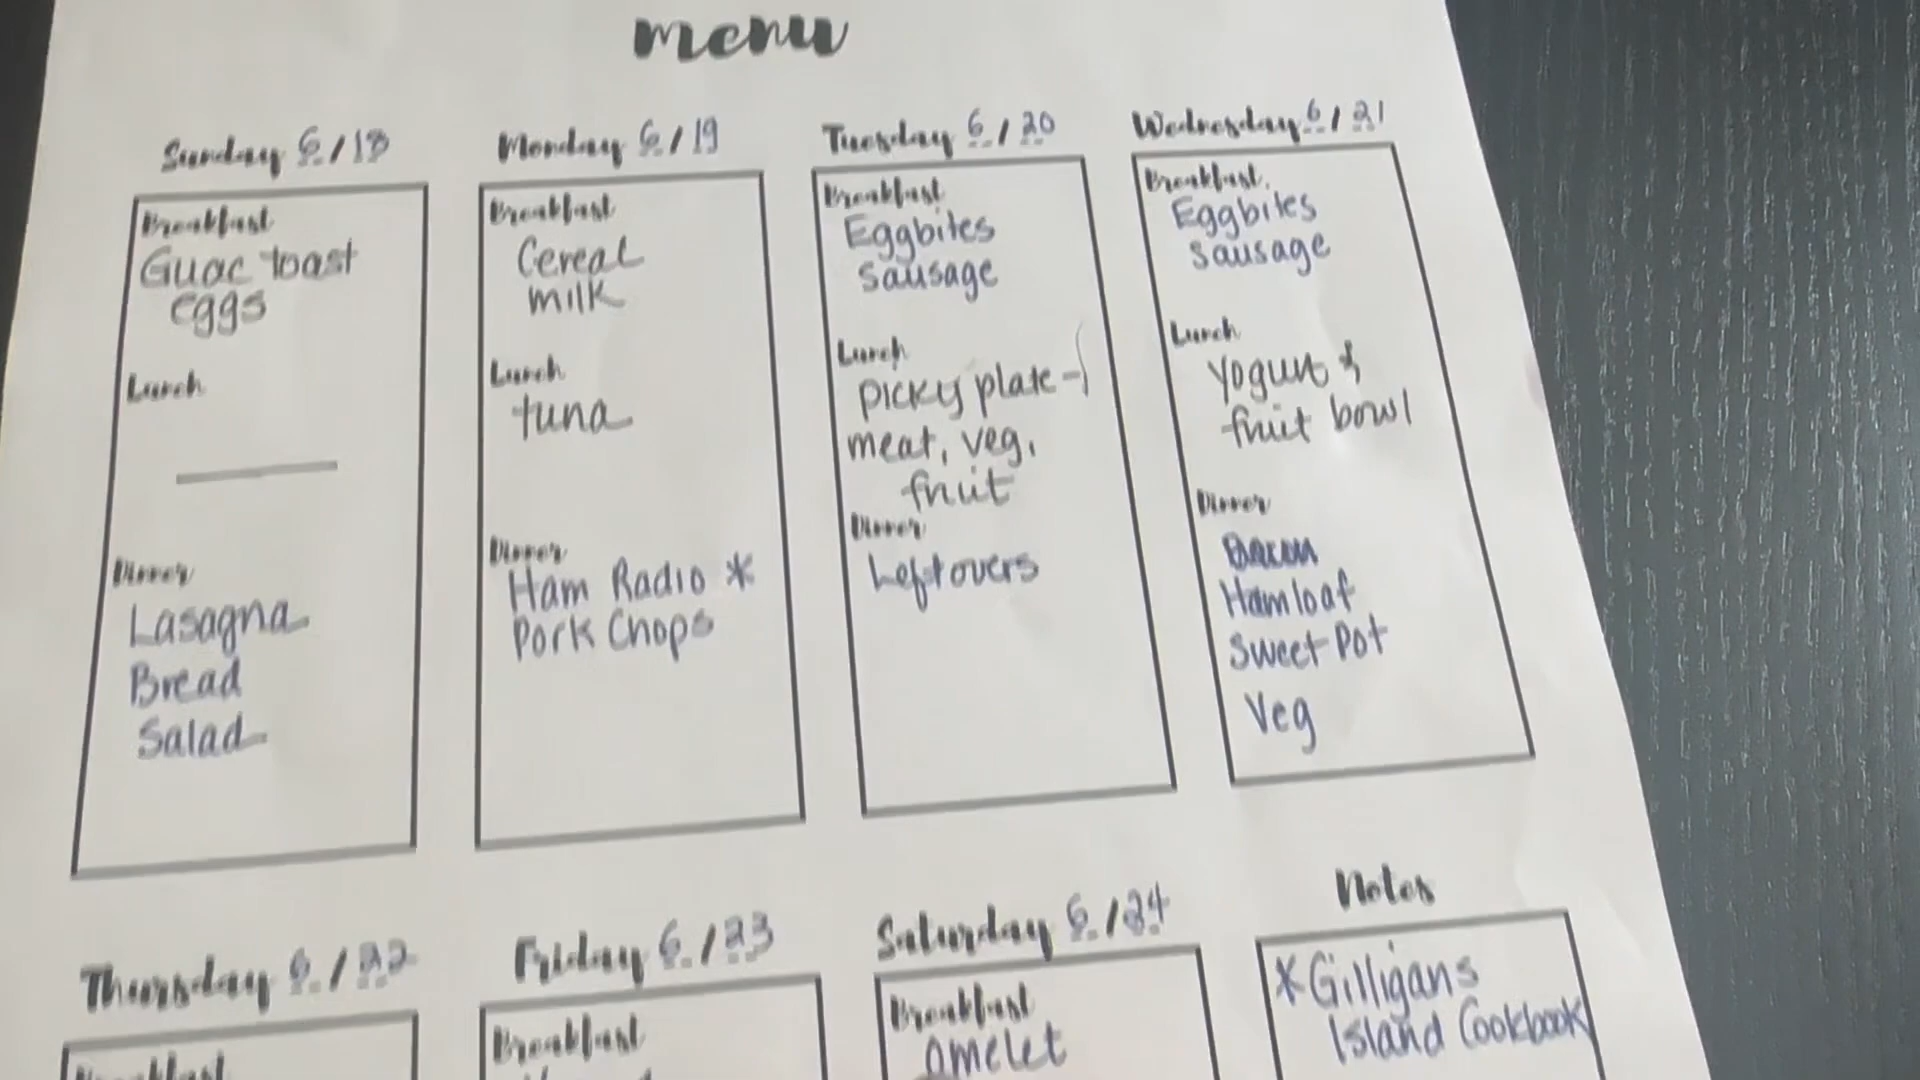 menu
Sunday 6/18
Breakfast
Guac toast
eggs
Lunch
Dinner
Lasagna
Bread
Salad
Monday 6/19
Breakfast
Cereal
milk
Lunch
tuna
Dinner
Ham Radio *
Pork Chops
Tuesday 6/20
Breakfast
Eggbites
sausage
Lunch
picky plate -
meat, veg,
fruit
Dinner
Leftovers
Wednesday 6/21
Breakfast
Eggbites
sausage
Lunch
yogurt &
fruit bowl
Dinner
Bacon
Hamloaf
Sweet Pot
Veg
Thursday 6/22
Breakfast
Friday 6/23
Breakfast
Saturday 6/24
Breakfast
omelet
Notes
*Gilligans
Island Cookbook